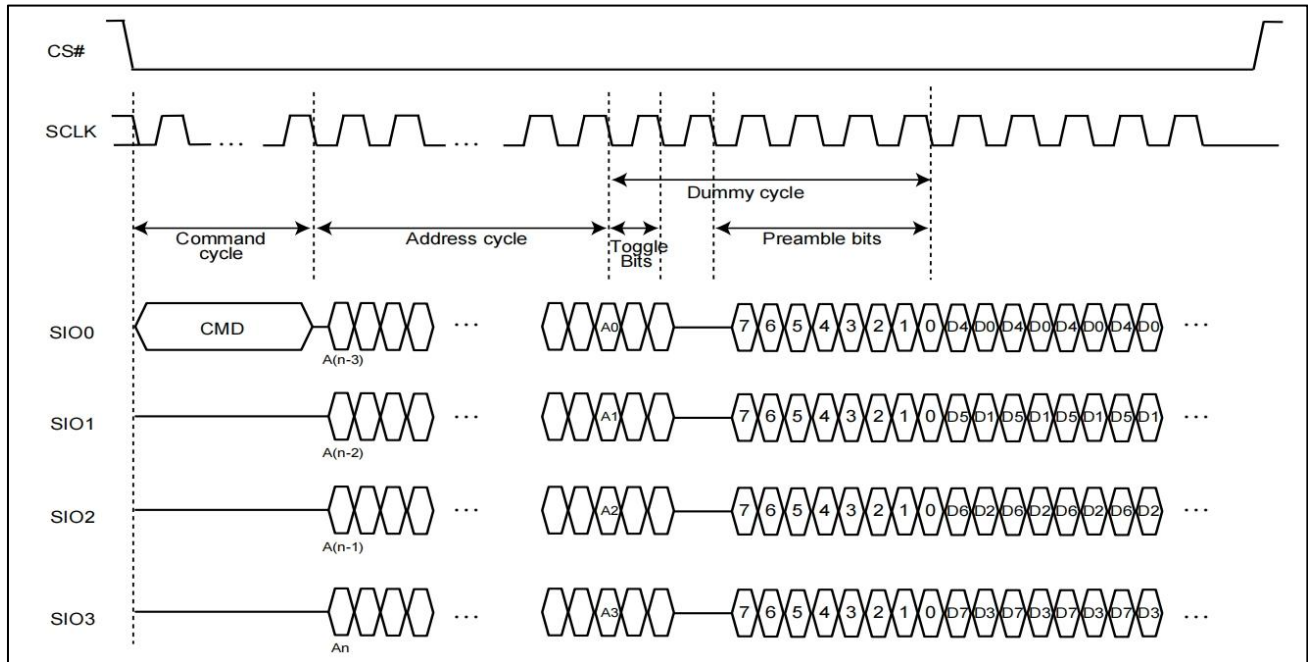 CS#
SCLK
... ...
Dummy cycle
Command Address cycle Toggle Preamble bits
cycle Bits
SIO0 CMD ... A0 7 6 5 4 3 2 1 0 D4 D0 D4 D0 D4 D0 D4 D0 ...
A(n-3)
SIO1 ... A1 7 6 5 4 3 2 1 0 D5 D1 D5 D1 D5 D1 D5 D1 ...
A(n-2)
SIO2 ... A2 7 6 5 4 3 2 1 0 D6 D2 D6 D2 D6 D2 D6 D2 ...
A(n-1)
SIO3 ... A3 7 6 5 4 3 2 1 0 D7 D3 D7 D3 D7 D3 D7 D3 ...
An